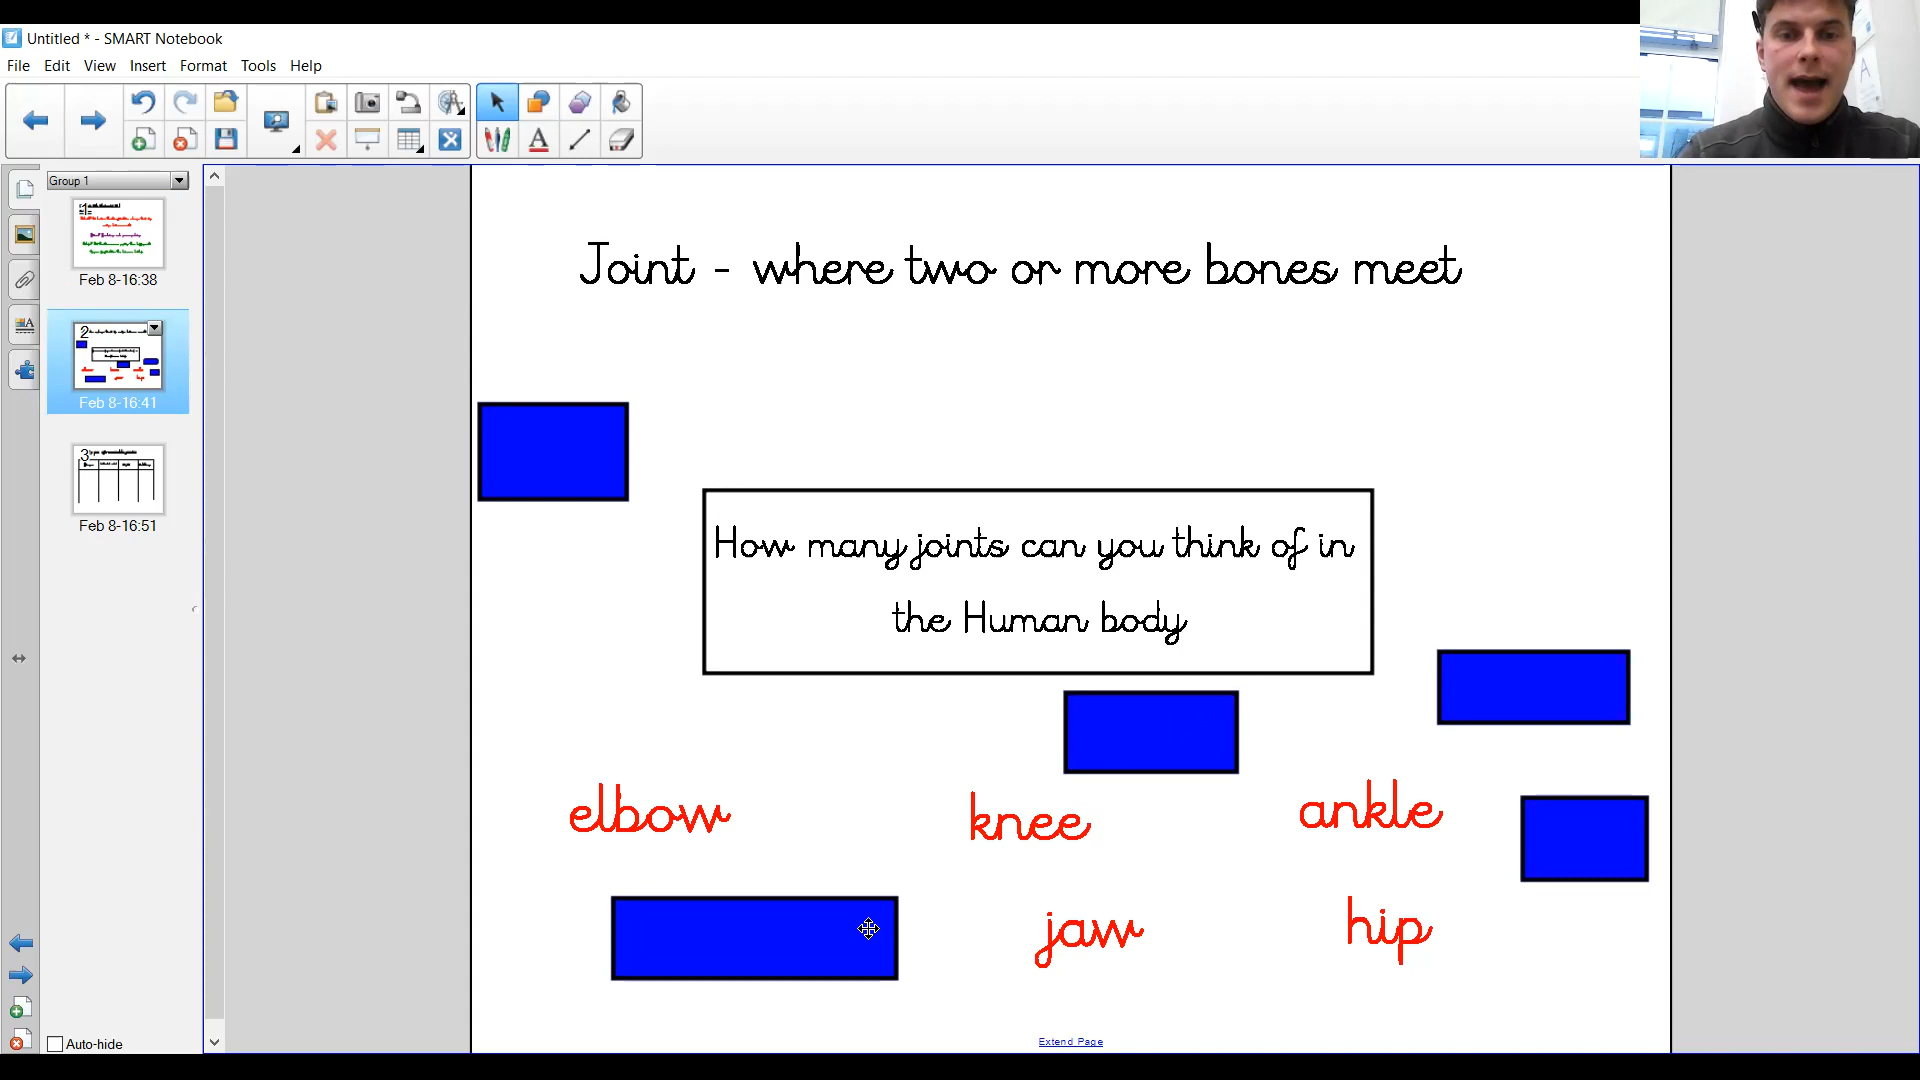 Untitled * - SMART Notebook
File Edit View Insert Format Tools Help
Group 1
Feb 8-16:38
Feb 8-16:41
Feb 8-16:51
Auto-hide
Joint - where two or more bones meet
How many joints can you think of in
the Human body
elbow knee ankle
jaw hip
Extend Page